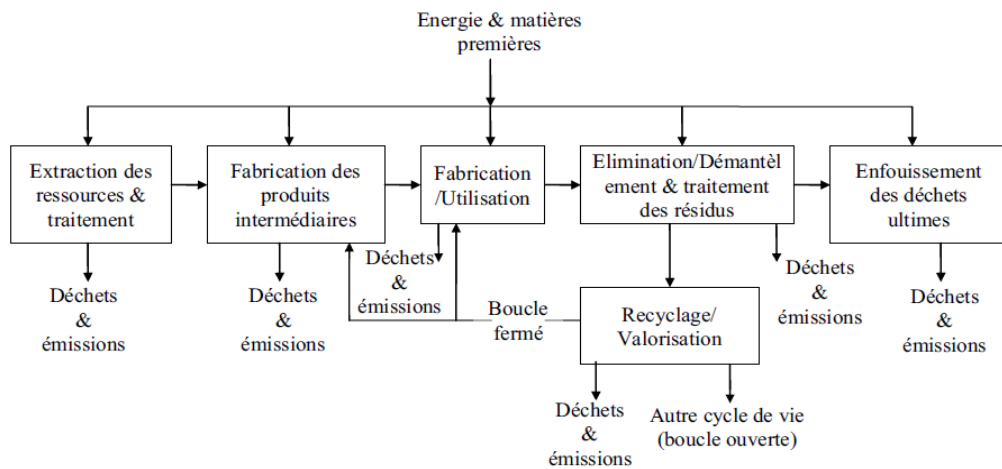 Energie & matières
premières
Extraction des
ressources &
traitement
Fabrication des
produits
intermédiaires
Fabrication
/Utilisation
Elimination/Démantèl
ement & traitement
des résidus
Enfouissement
des déchets
ultimes
Déchets
&
émissions
Déchets
&
émissions
Déchets
&
émissions
Boucle
fermé
Recyclage/
Valorisation
Déchets
&
émissions
Déchets
&
émissions
Déchets
&
émissions
Autre cycle de vie
(boucle ouverte)